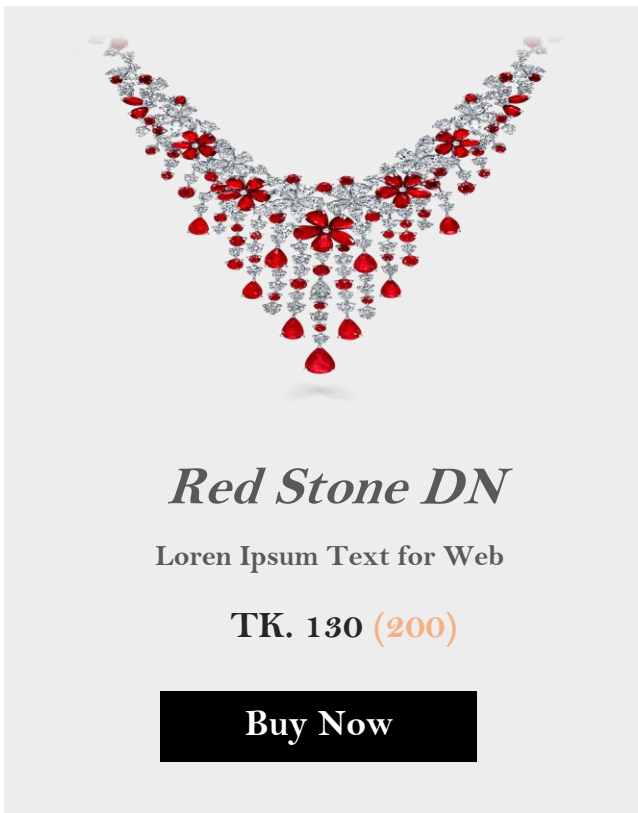 Red Stone DN
Loren Ipsum Text for Web
TK. 130 (200)
Buy Now